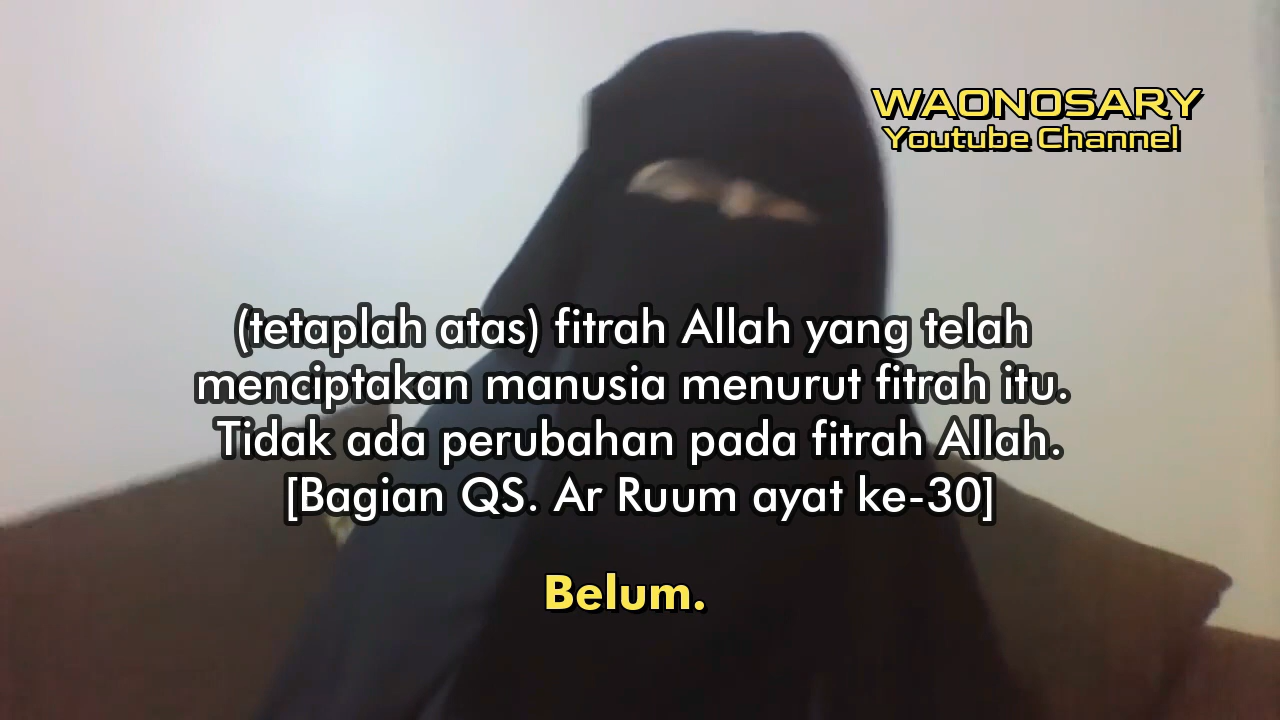 WAONOSARY
Youtube Channel
(tetaplah atas) fitrah Allah yang telah
menciptakan manusia menurut fitrah itu.
Tidak ada perubahan pada fitrah Allah.
[Bagian QS. Ar Ruum ayat ke-30]
Belum.